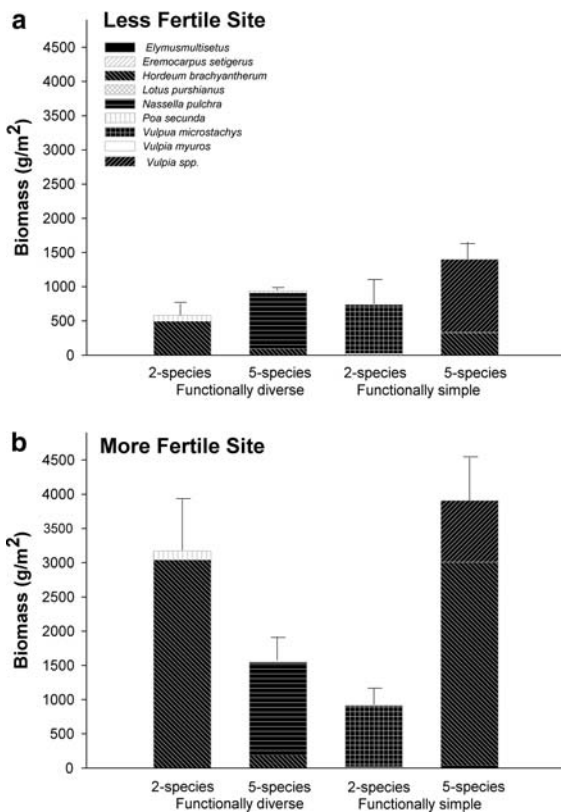 a Less Fertile Site
4500
4000
3500
3000
2500
2000
1500
1000
500
0
Biomass (g/m²)
Elymusmultisetus
Eremocarpus setigerus
Hordeum brachyantherum
Lotus purshianus
Nassella pulchra
Poa secunda
Vulpua microstachys
Vulpia myuros
Vulpia spp.
2-species 5-species 2-species 5-species
Functionally diverse Functionally simple
b More Fertile Site
4500
4000
3500
3000
2500
2000
1500
1000
500
0
Biomass (g/m²)
2-species 5-species 2-species 5-species
Functionally diverse Functionally simple